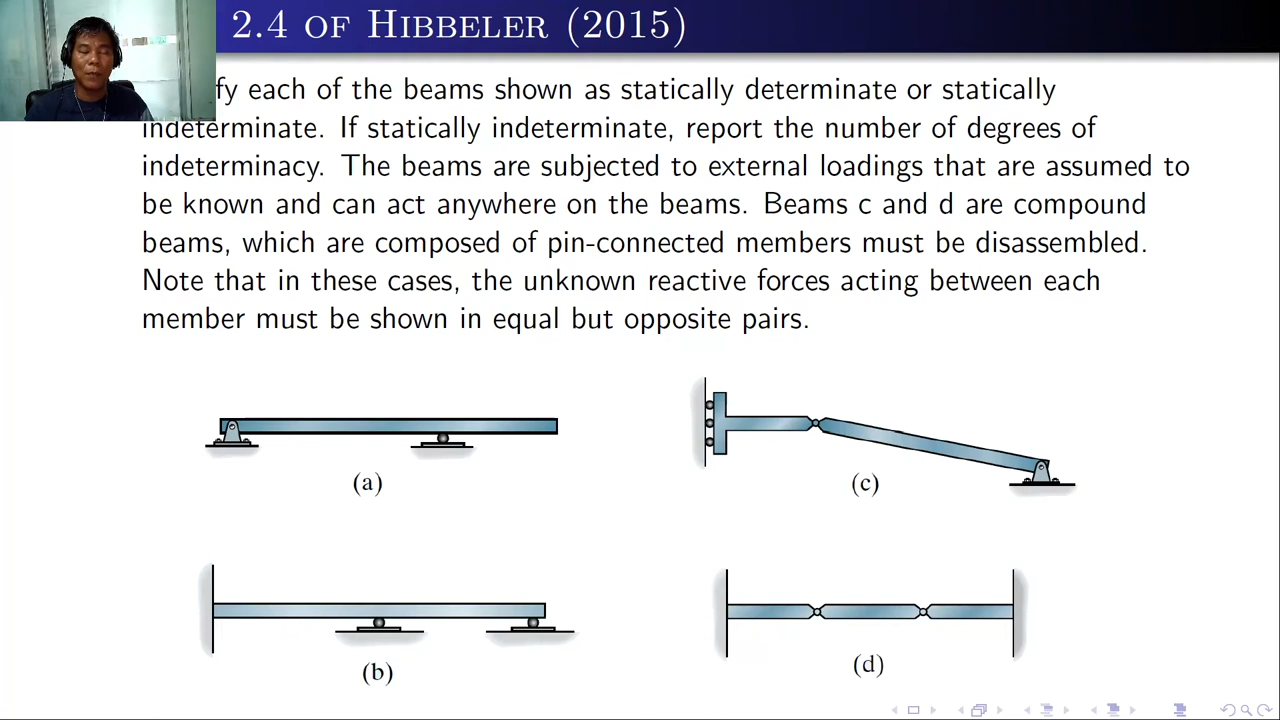 2.4 OF HIBBELER (2015)
fy each of the beams shown as statically determinate or statically
indeterminate. If statically indeterminate, report the number of degrees of
indeterminacy. The beams are subjected to external loadings that are assumed to
be known and can act anywhere on the beams. Beams c and d are compound
beams, which are composed of pin-connected members must be disassembled.
Note that in these cases, the unknown reactive forces acting between each
member must be shown in equal but opposite pairs.
(a)
(c)
(b)
(d)